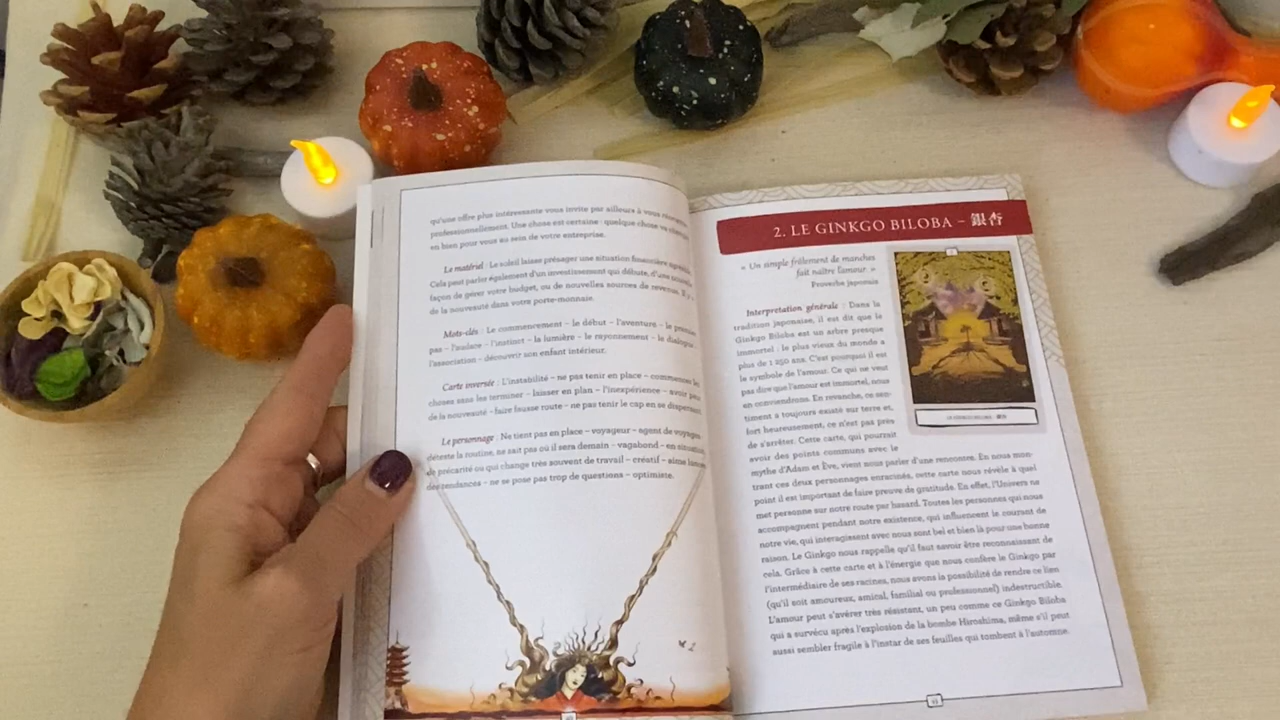 qu'une offre plus intéressante vous invite par ailleurs à vous
professionnellement. Une chose est certaine : quelque chose va
en bien pour vous au sein de votre entreprise.
Le matériel : Le soleil laisse présager une situation financière
Cela peut parler également d'un investissement qui débute, d'une nouvelle
façon de gérer votre budget, ou de nouvelles sources de revenus. Il y
de la nouveauté dans votre porte-monnaie.
Mots-clés : Le commencement – le début – l'aventure – le premier
pas – l'audace – l'instinct – la lumière – le rayonnement – le dialogue
l'association – découvrir son enfant intérieur.
Carte inversée : L'instabilité – ne pas tenir en place – commencer les
choses sans les terminer – laisser en plan – l'inexpérience – avoir peur
de la nouveauté – faire fausse route – ne pas tenir le cap en se dispersant.
Le personnage : Ne tient pas en place – voyageur – agent de voyages
déteste la routine, ne sait pas où il sera demain – vagabond – en situation
de précarité ou qui change très souvent de travail – créatif – aime lancer
des tendances – ne se pose pas trop de questions – optimiste.
2. LE GINKGO BILOBA – 銀杏
« Un simple frôlement de manches
fait naître l'amour. »
Proverbe japonais
Interprétation générale : Dans la
tradition japonaise, il est dit que le
Ginkgo Biloba est un arbre presque
immortel : le plus vieux du monde a
plus de 1 250 ans. C'est pourquoi il est
le symbole de l'amour. Ce qui ne veut
pas dire que l'amour est immortel, nous
en conviendrons. En revanche, ce sen-
timent a toujours existé sur terre et,
fort heureusement, ce n'est pas près
de s'arrêter. Cette carte, qui pourrait
avoir des points communs avec le
mythe d'Adam et Ève, vient nous parler d'une rencontre. En nous mon-
trant ces deux personnages enracinés, cette carte nous révèle à quel
point il est important de faire preuve de gratitude. En effet, l'Univers ne
met personne sur notre route par hasard. Toutes les personnes qui nous
accompagnent pendant notre existence, qui influencent le courant de
notre vie, qui interagissent avec nous sont bel et bien là pour une bonne
raison. Le Ginkgo nous rappelle qu'il faut savoir être reconnaissant de
cela. Grâce à cette carte et à l'énergie que nous confère le Ginkgo par
l'intermédiaire de ses racines, nous avons la possibilité de rendre ce lien
(qu'il soit amoureux, amical, familial ou professionnel) indestructible.
L'amour peut s'avérer très résistant, un peu comme ce Ginkgo Biloba
qui a survécu après l'explosion de la bombe Hiroshima, même s'il peut
aussi sembler fragile à l'instar de ses feuilles qui tombent à l'automne.
LE GINKGO BILOBA 銀杏